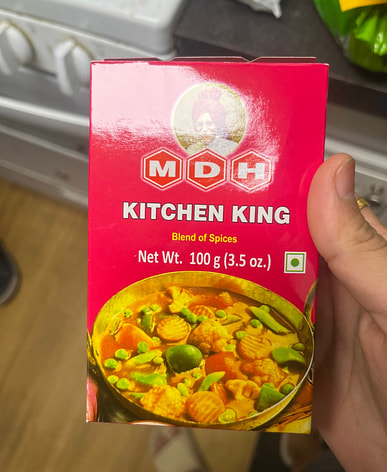 MDH
KITCHEN KING
Blend of Spices
Net Wt. 100 g (3.5 oz.)